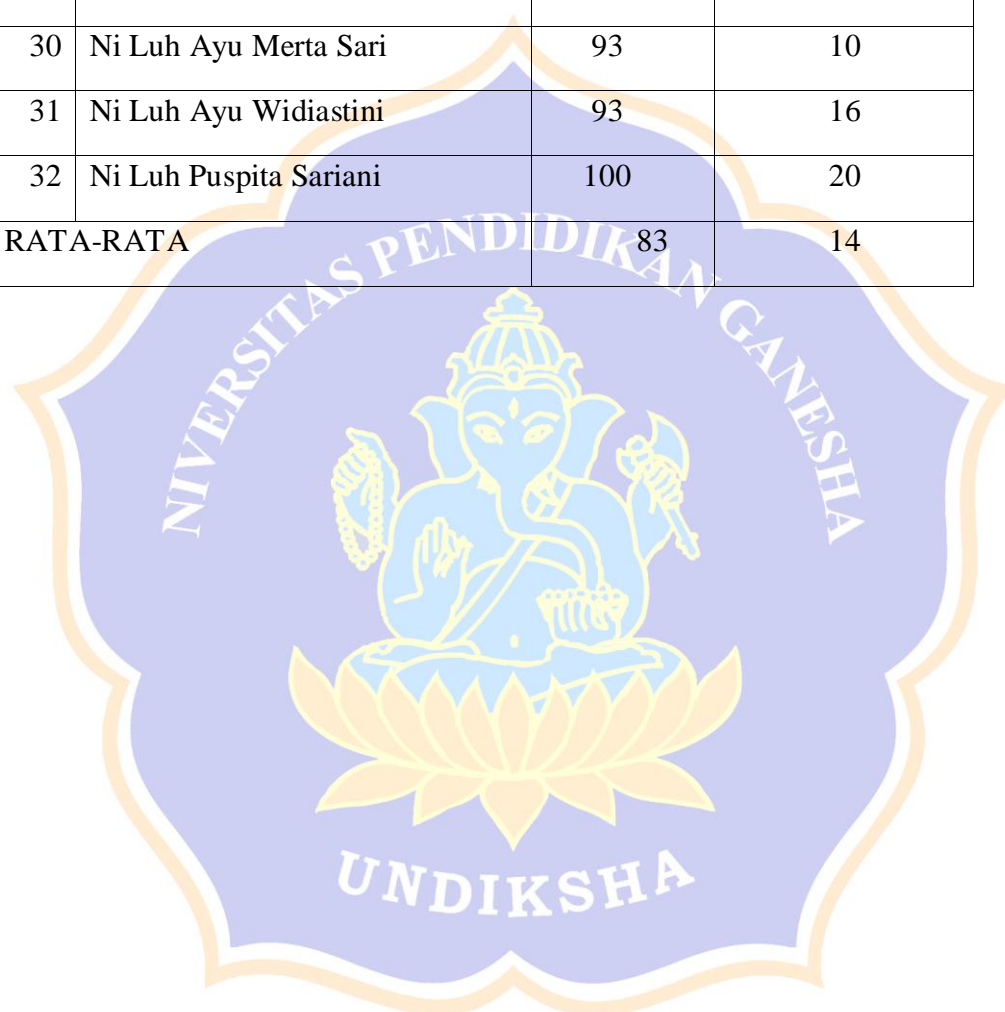 30 Ni Luh Ayu Merta Sari 93 10
31 Ni Luh Ayu Widiastini 93 16
32 Ni Luh Puspita Sariani 100 20
RATA-RATA 83 14
NIVERSITAS PENDIDIKAN GANESHA
UNDIKSHA